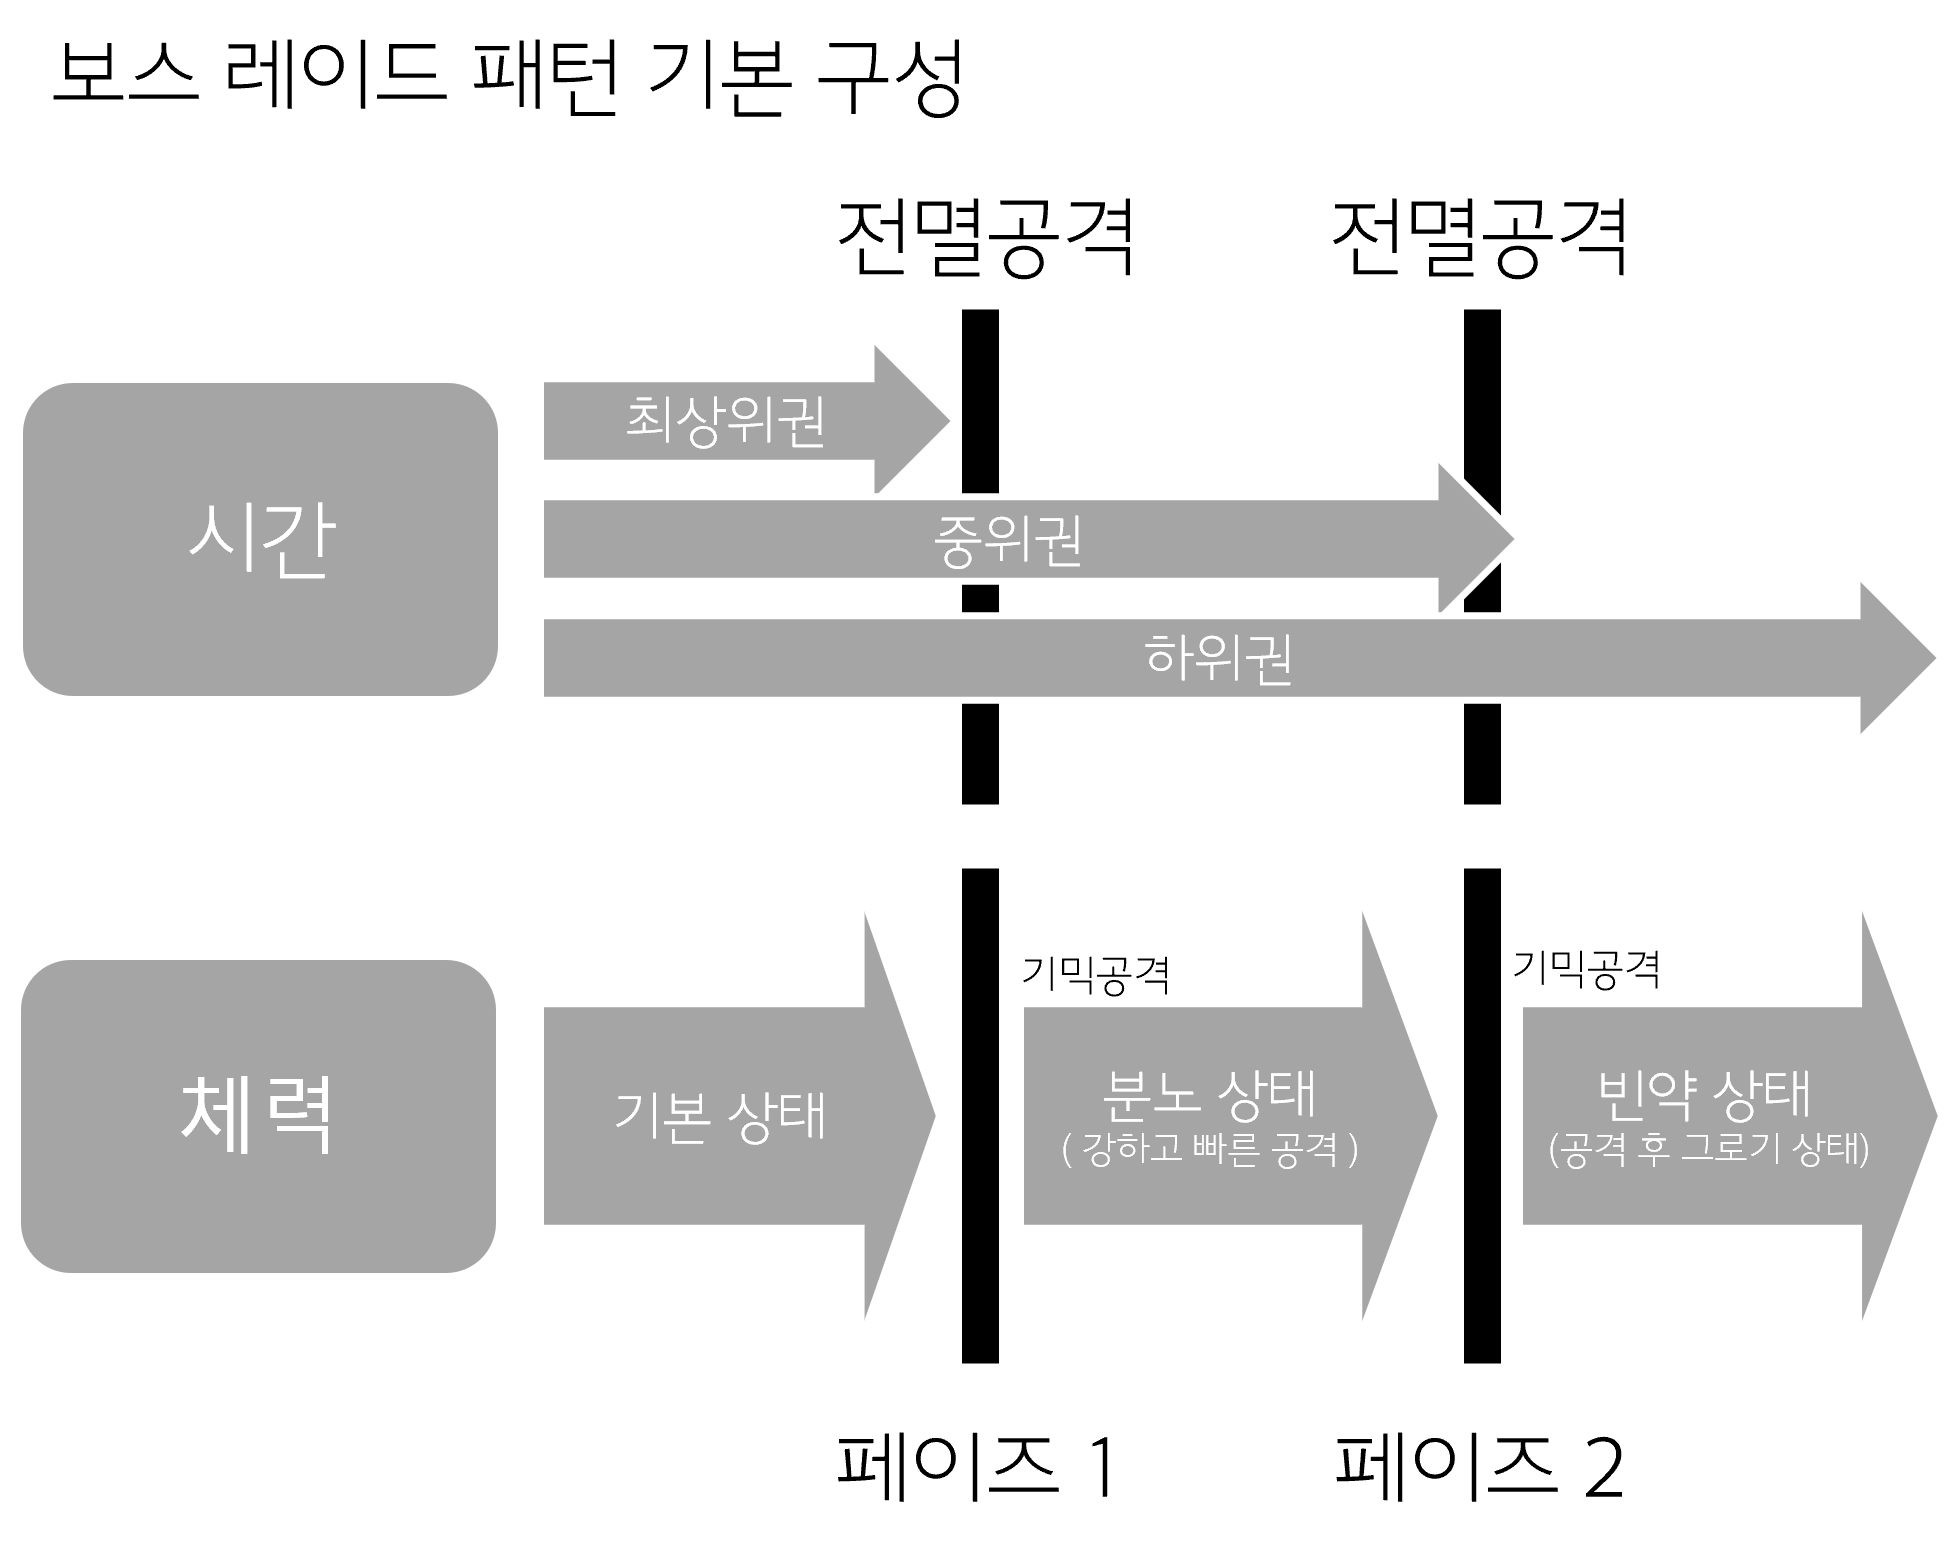 보스 레이드 패턴 기본 구성
전멸공격
전멸공격
시간
최상위권
중위권
하위권
체력
기본 상태
기믹공격
분노 상태
( 강하고 빠른 공격 )
기믹공격
빈약 상태
(공격 후 그로기 상태)
페이즈 1
페이즈 2